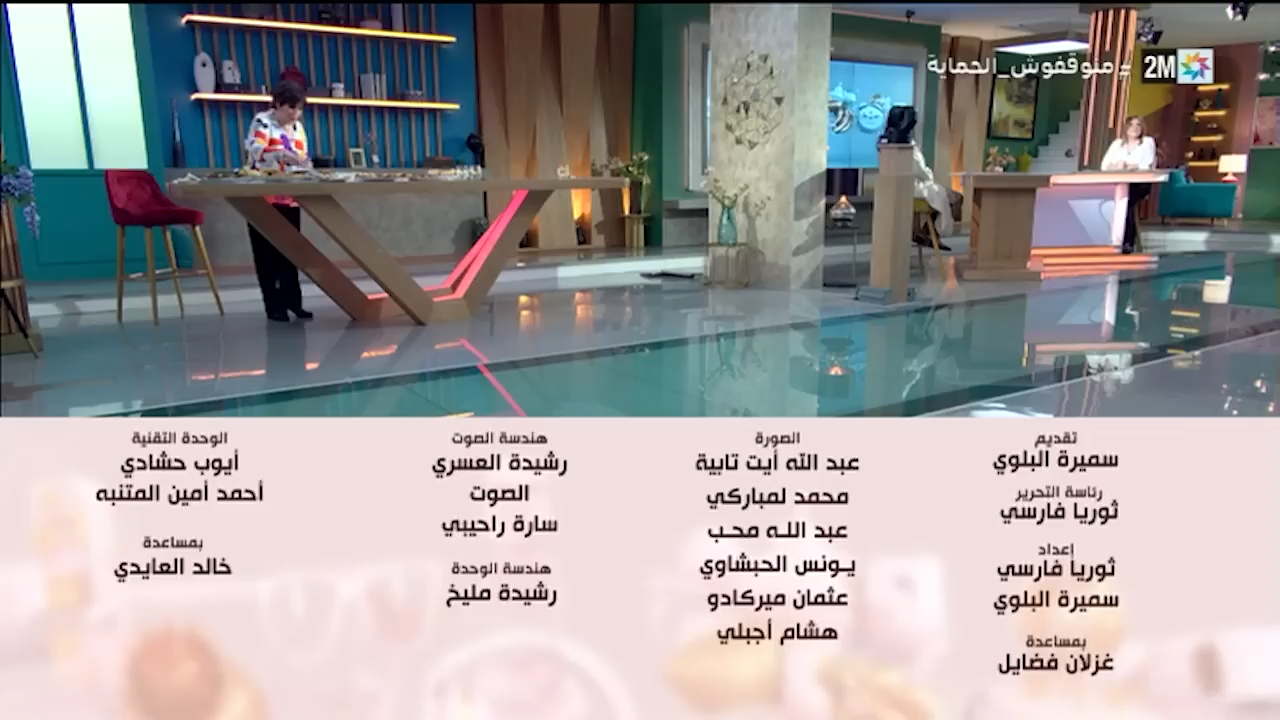 #منوقفوش_الحماية
2M
تقديم
سميرة البلوي
رئاسة التحرير
ثوريا فارسي
إعداد
ثوريا فارسي
سميرة البلوي
بمساعدة
غزلان فضايل
الصورة
عبد الله أيت تابية
محمد لمباركي
عبد الله محب
يونس الحبشاوي
عثمان ميركادو
هشام أجبلي
هندسة الصوت
رشيدة العسري
الصوت
سارة راحيبي
هندسة الوحدة
رشيدة مليخ
الوحدة التقنية
أيوب حشادي
أحمد أمين المتنبه
بمساعدة
خالد العايدي